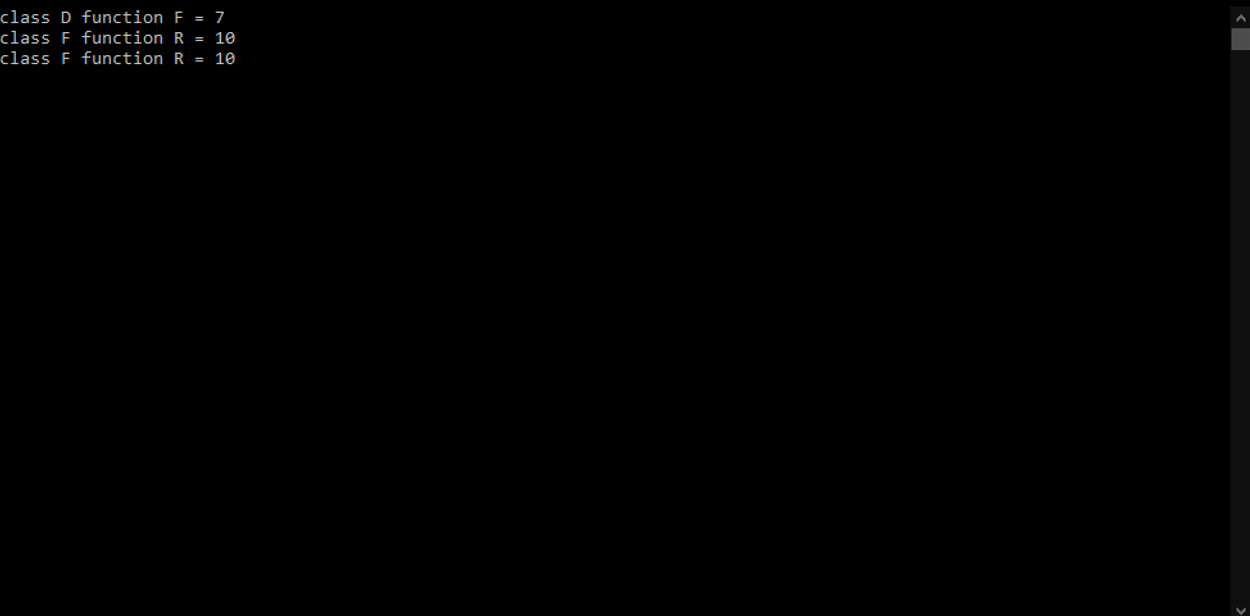 class D function F = 7
class F function R = 10
class F function R = 10